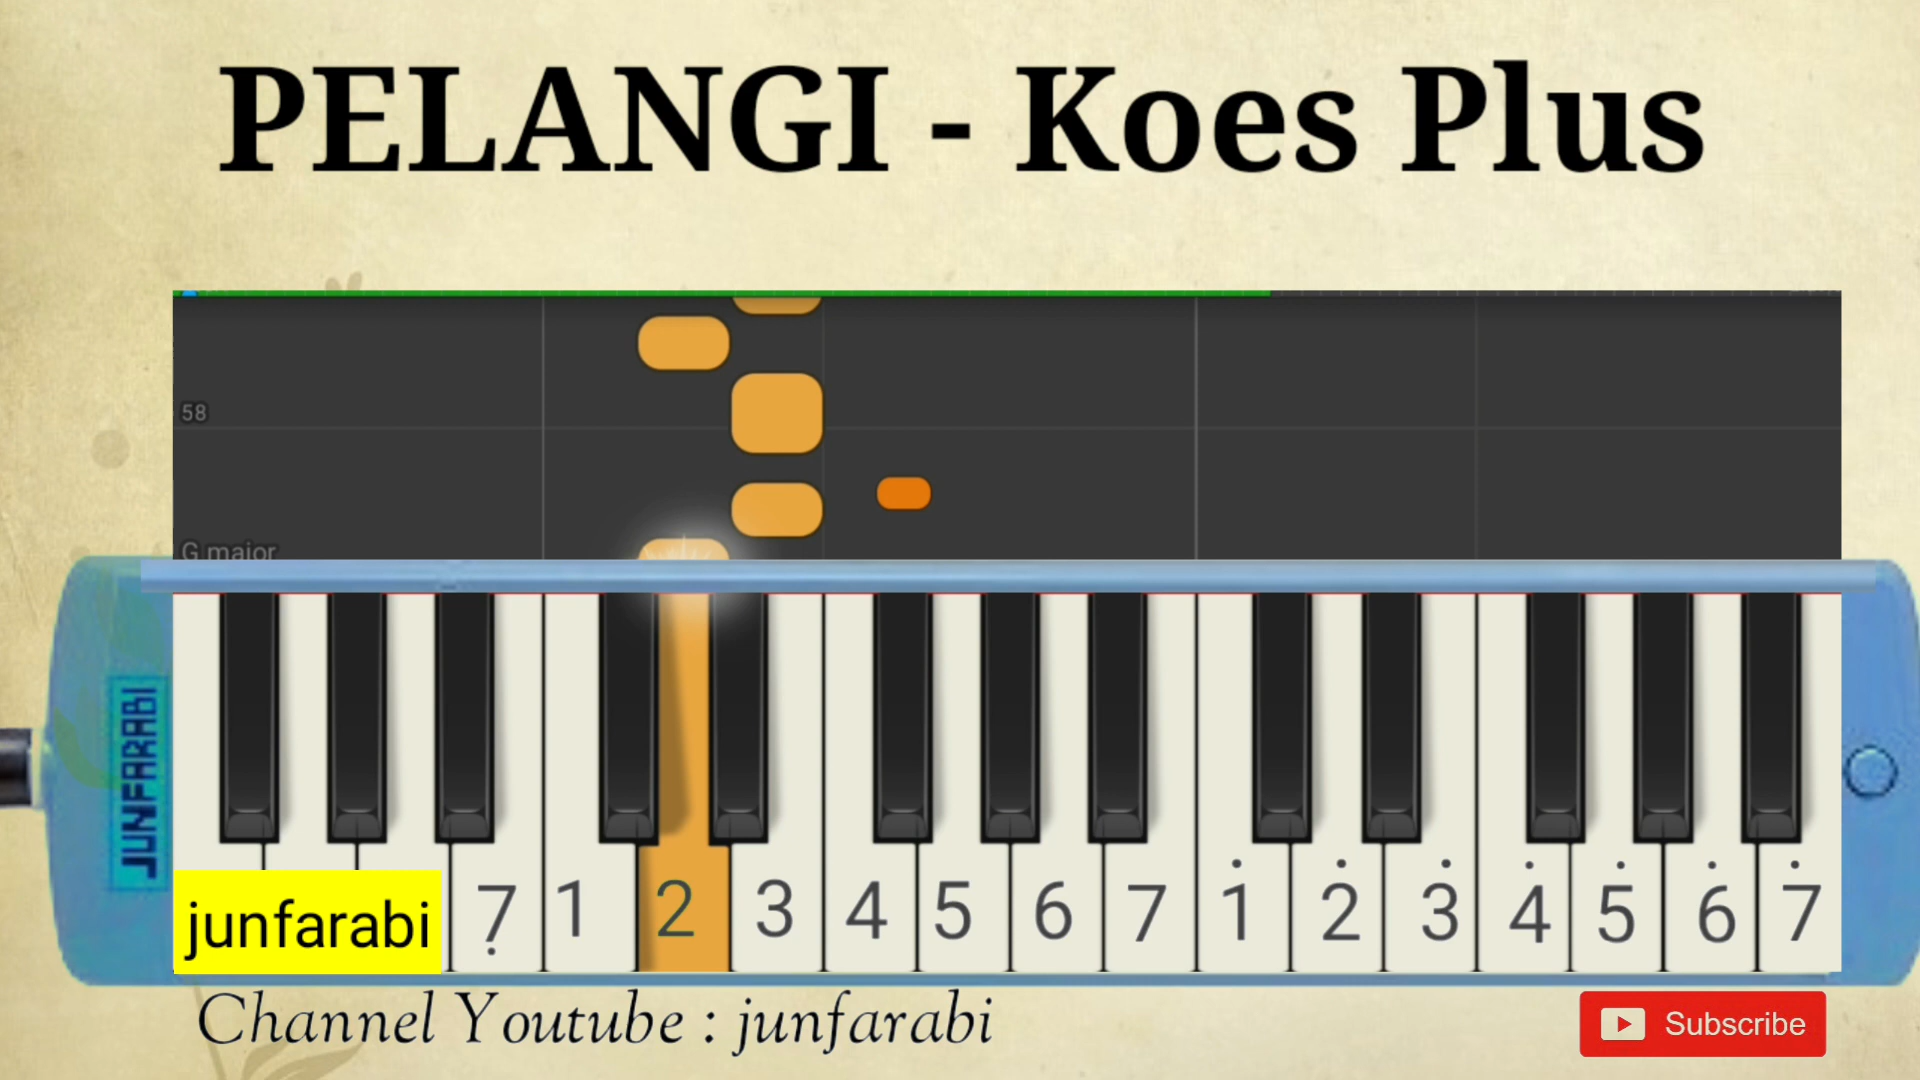 PELANGI - Koes Plus
58
G major
JUNFARABI
junfarabi
7̣ 1 2 3 4 5 6 7 1̇ 2̇ 3̇ 4̇ 5̇ 6̇ 7̇
Channel Youtube : junfarabi
Subscribe